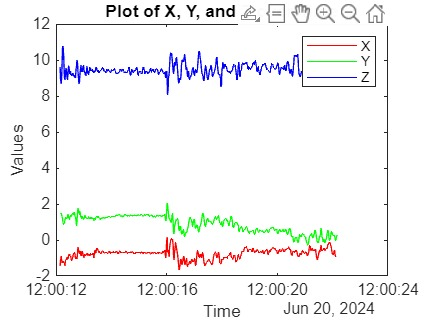 Plot of X, Y, and
12
10
8
6
4
2
0
-2
Values
X
Y
Z
12:00:12 12:00:16 12:00:20 12:00:24
Time
Jun 20, 2024